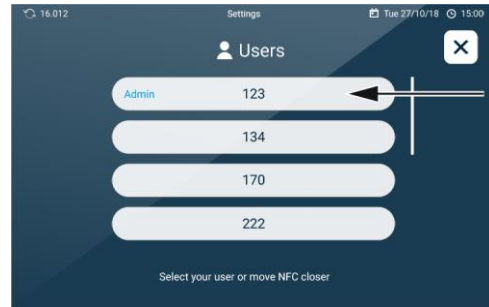 16.012 Settings Tue 27/10/18 15:00
Users
Admin 123
134
170
222
Select your user or move NFC closer